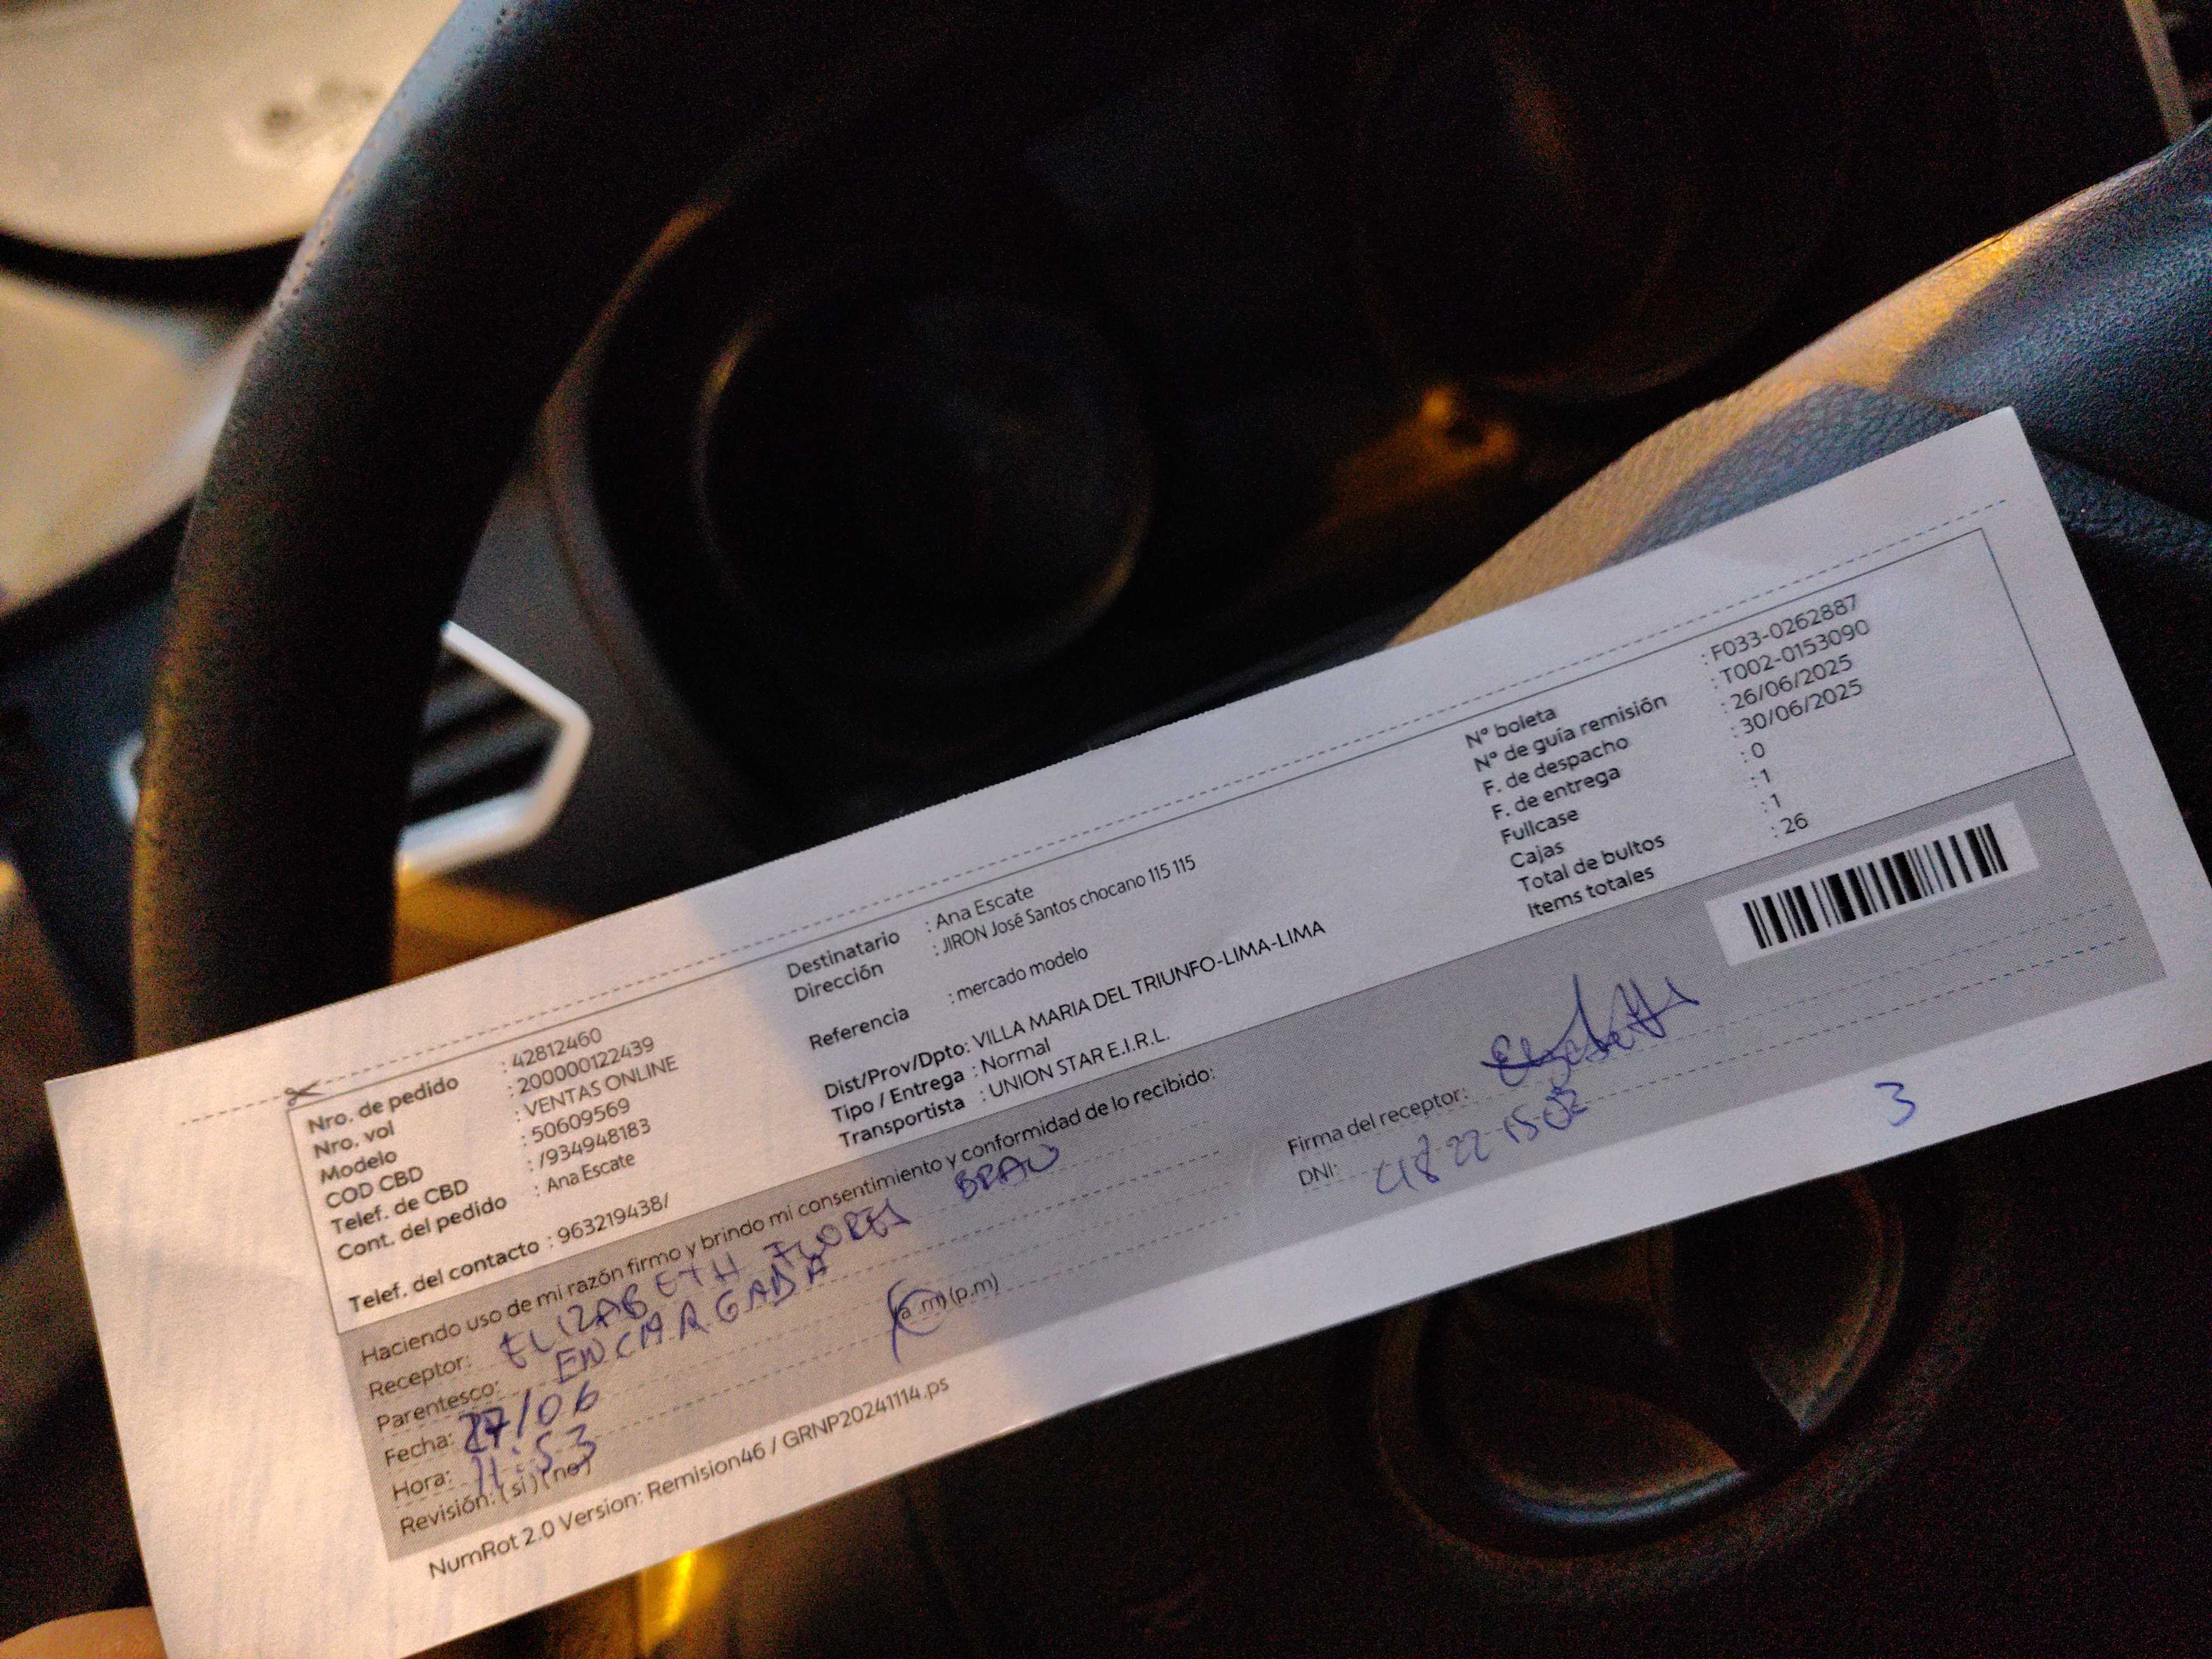 Nro. de pedido : 42812460
Nro. vol : 200000122439
Modelo : VENTAS ONLINE
COD CBD : 50609569
Telef. de CBD : /934948183
Cont. del pedido : Ana Escate
Telef. del contacto : 963219438/
Destinatario : Ana Escate
Dirección : JIRON José Santos chocano 115 115
Referencia : mercado modelo
Dist/Prov/Dpto: VILLA MARIA DEL TRIUNFO-LIMA-LIMA
Tipo / Entrega : Normal
Transportista : UNION STAR E.I.R.L.
N° boleta : F033-0262887
N° de guía remisión : T002-0153090
F. de despacho : 26/06/2025
F. de entrega : 30/06/2025
Fullcase : 0
Cajas : 1
Total de bultos : 1
Items totales : 26
Haciendo uso de mi razón firmo y brindo mi consentimiento y conformidad de lo recibido:
Receptor: ELIZABETH FLORES
Parentesco: ENCARGADA
Fecha: 27/06
Hora: 11:53 (a.m) (p.m)
Revisión: (si) (no)
Firma del receptor:
DNI:
3
NumRot 2.0 Version: Remision46 / GRNP20241114.ps